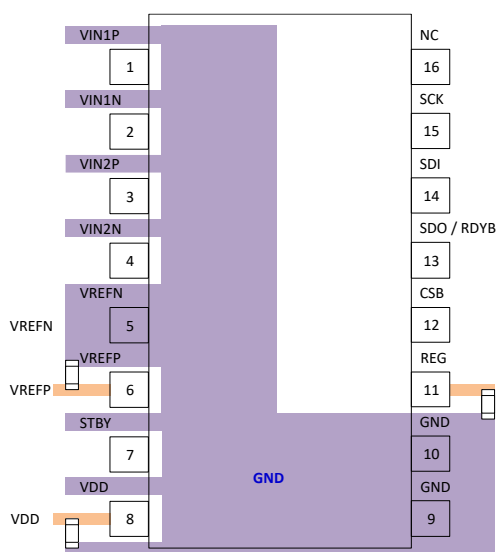 VIN1P
NC
1
16
VIN1N
SCK
2
15
VIN2P
SDI
3
14
VIN2N
SDO / RDYB
4
13
VREFN
CSB
VREFN
5
12
VREFP
REG
VREFP
6
11
STBY
GND
7
10
VDD
GND
GND
VDD
8
9